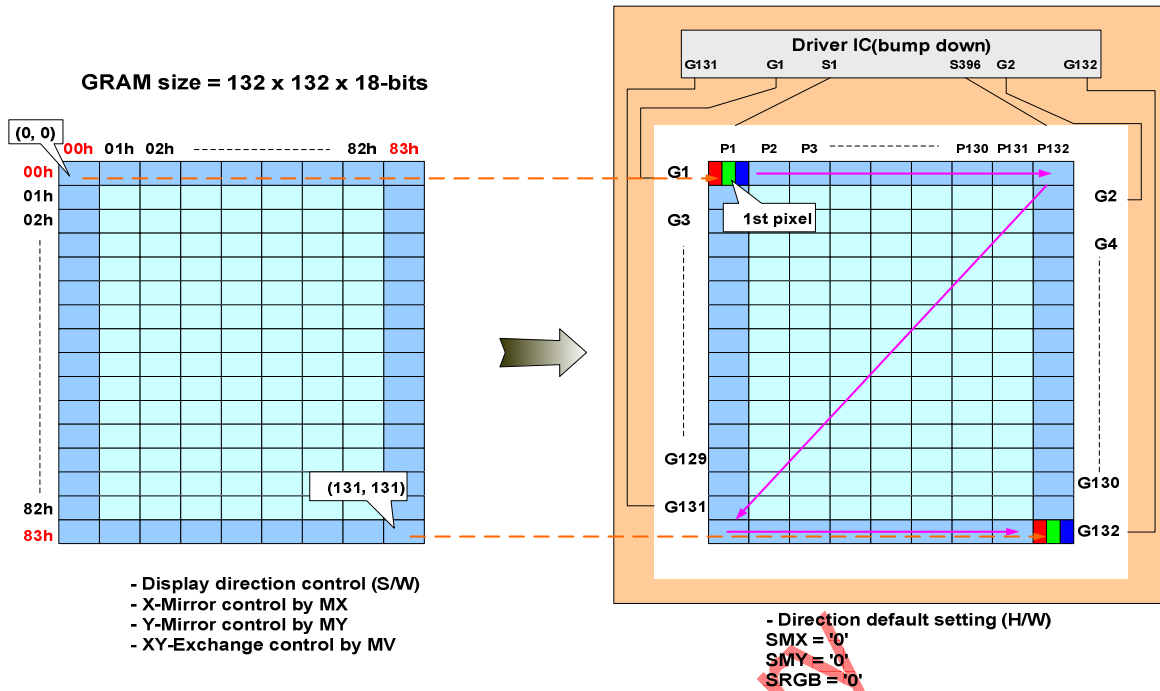 GRAM size = 132 x 132 x 18-bits
(0, 0)
00h 01h 02h 82h 83h
00h
01h
02h
82h
83h
(131, 131)
- Display direction control (S/W)
- X-Mirror control by MX
- Y-Mirror control by MY
- XY-Exchange control by MV
Driver IC(bump down)
G131 G1 S1 S396 G2 G132
P1 P2 P3 P130 P131 P132
G1
1st pixel
G2
G3
G4
G129
G130
G131
G132
- Direction default setting (H/W)
SMX = '0'
SMY = '0'
SRGB = '0'